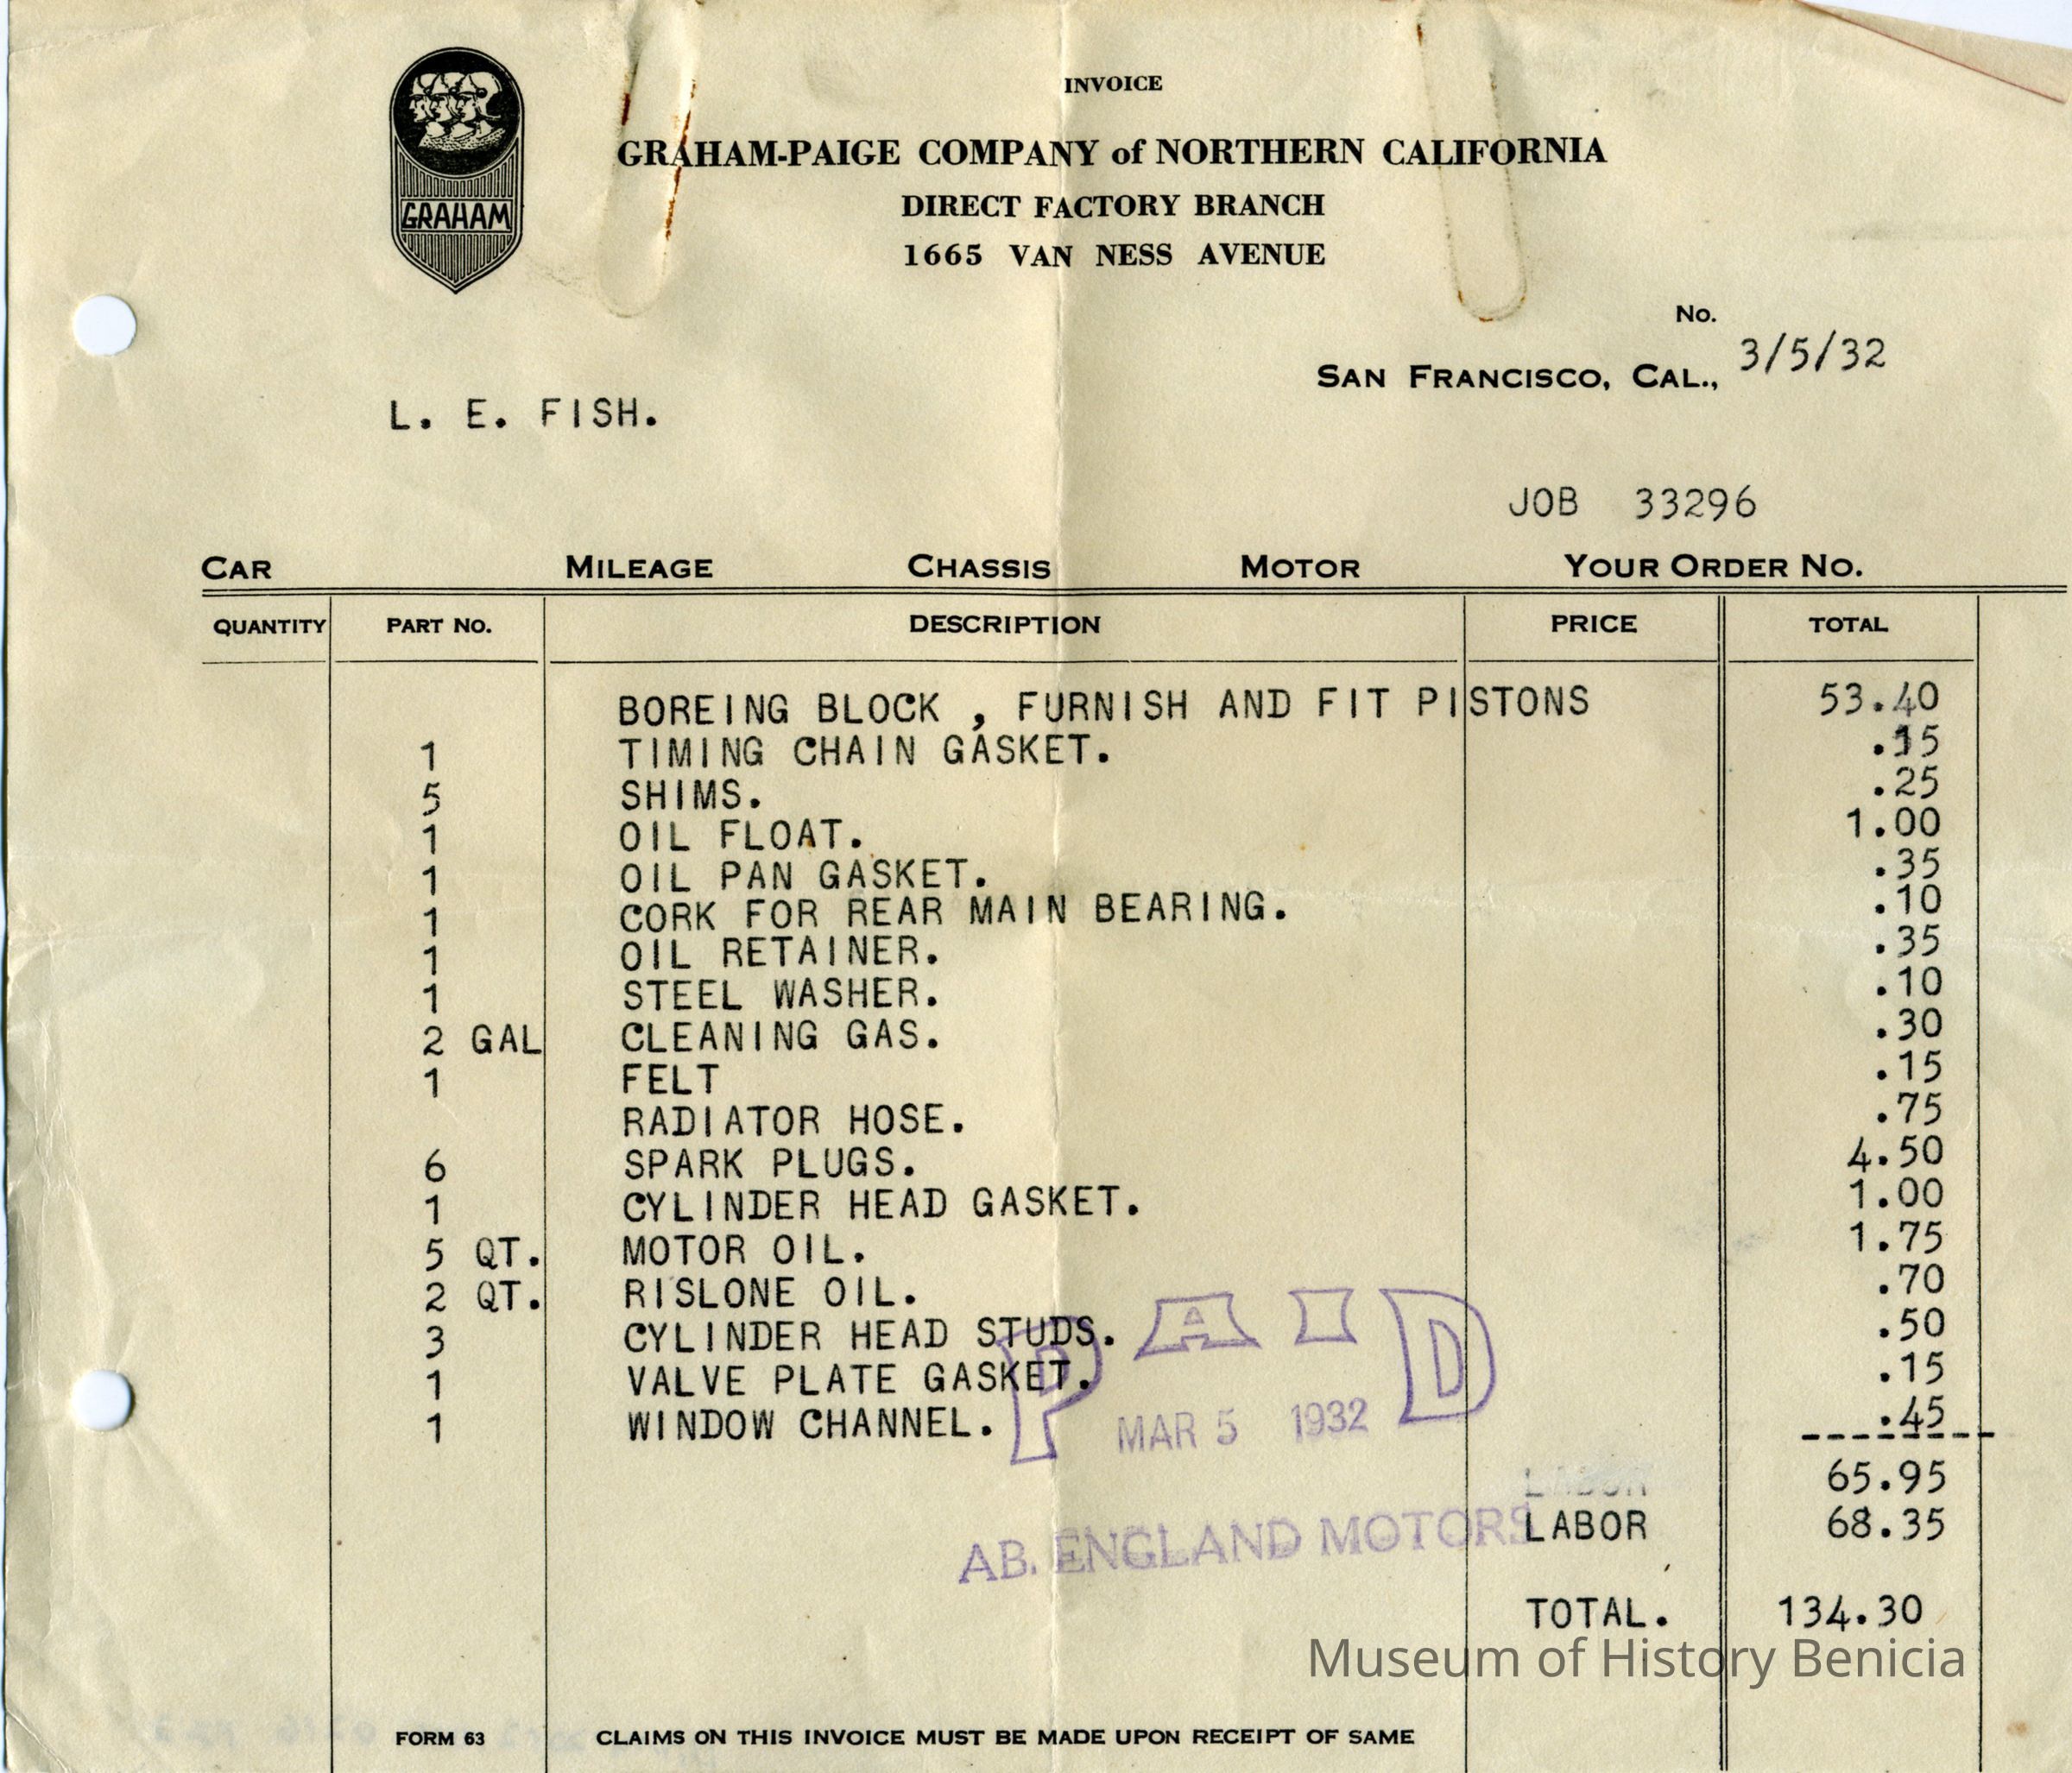 INVOICE
GRAHAM
GRAHAM-PAIGE COMPANY of NORTHERN CALIFORNIA
DIRECT FACTORY BRANCH
1665 VAN NESS AVENUE
No.
SAN FRANCISCO, CAL., 3/5/32
L. E. FISH.
JOB 33296
CAR MILEAGE CHASSIS MOTOR YOUR ORDER NO.
QUANTITY PART NO. DESCRIPTION PRICE TOTAL
BOREING BLOCK , FURNISH AND FIT PISTONS 53.40
1 TIMING CHAIN GASKET. .15
5 SHIMS. .25
1 OIL FLOAT. 1.00
1 OIL PAN GASKET. .35
1 CORK FOR REAR MAIN BEARING. .10
1 OIL RETAINER. .35
1 STEEL WASHER. .10
2 GAL CLEANING GAS. .30
1 FELT .15
RADIATOR HOSE. .75
6 SPARK PLUGS. 4.50
1 CYLINDER HEAD GASKET. 1.00
5 QT. MOTOR OIL. 1.75
2 QT. RISLONE OIL. .70
3 CYLINDER HEAD STUDS. .50
1 VALVE PLATE GASKET. .15
1 WINDOW CHANNEL. .45
PAID
MAR 5 1932
AB. ENGLAND MOTORS
65.95
LABOR
LABOR 68.35
TOTAL. 134.30
Museum of History Benicia
FORM 63 CLAIMS ON THIS INVOICE MUST BE MADE UPON RECEIPT OF SAME